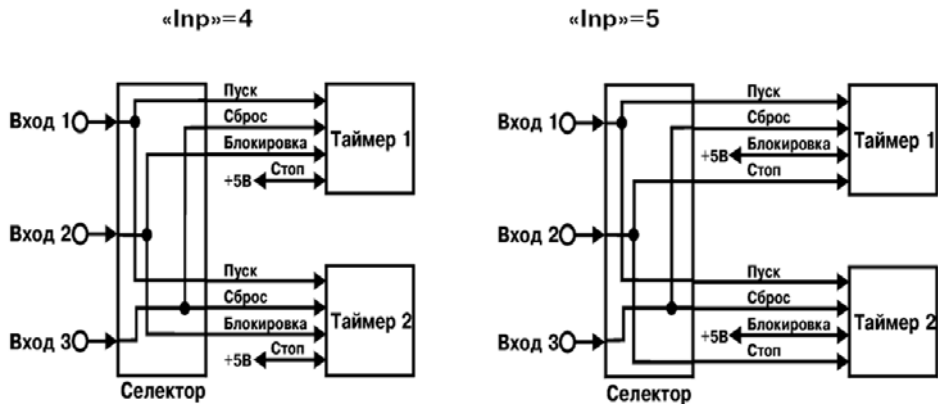 «Inp»=4
Вход 1
Вход 2
Вход 3
Селектор
Пуск
Сброс
Блокировка
Стоп
+5В
Таймер 1
Пуск
Сброс
Блокировка
Стоп
+5В
Таймер 2
«Inp»=5
Вход 1
Вход 2
Вход 3
Селектор
Пуск
Сброс
Блокировка
+5В
Стоп
Таймер 1
Пуск
Сброс
Блокировка
+5В
Стоп
Таймер 2